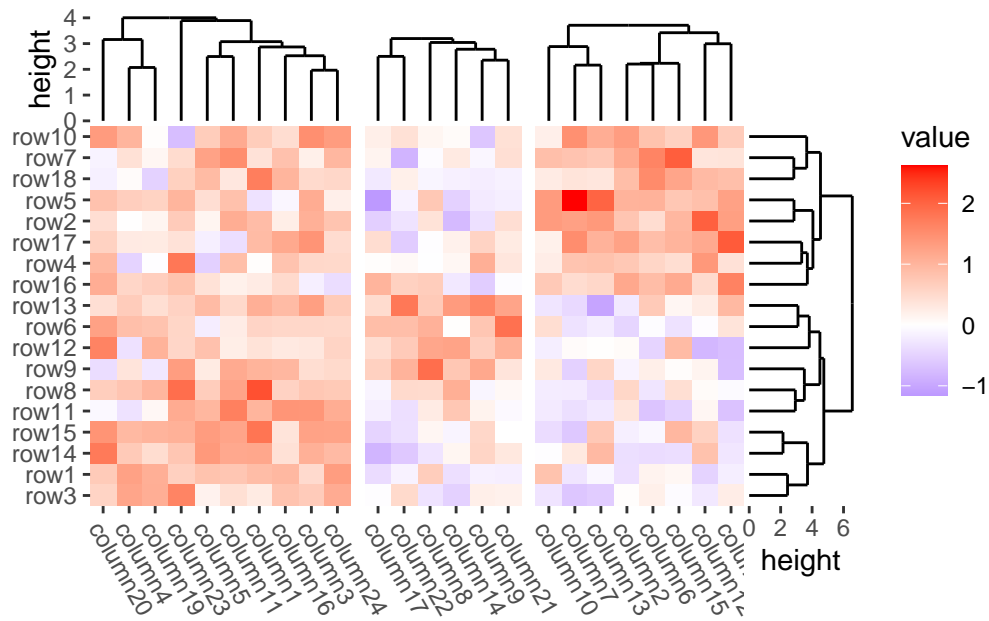 4
3
2
1
0
height
row10
row7
row18
row5
row2
row17
row4
row16
row13
row6
row12
row9
row8
row11
row15
row14
row1
row3
value
2
1
0
−1
0 2 4 6
height
column20
column4
column19
column23
column5
column11
column1
column16
column3
column24
column17
column22
column8
column14
column9
column21
column10
column7
column13
column2
column6
column15
column12